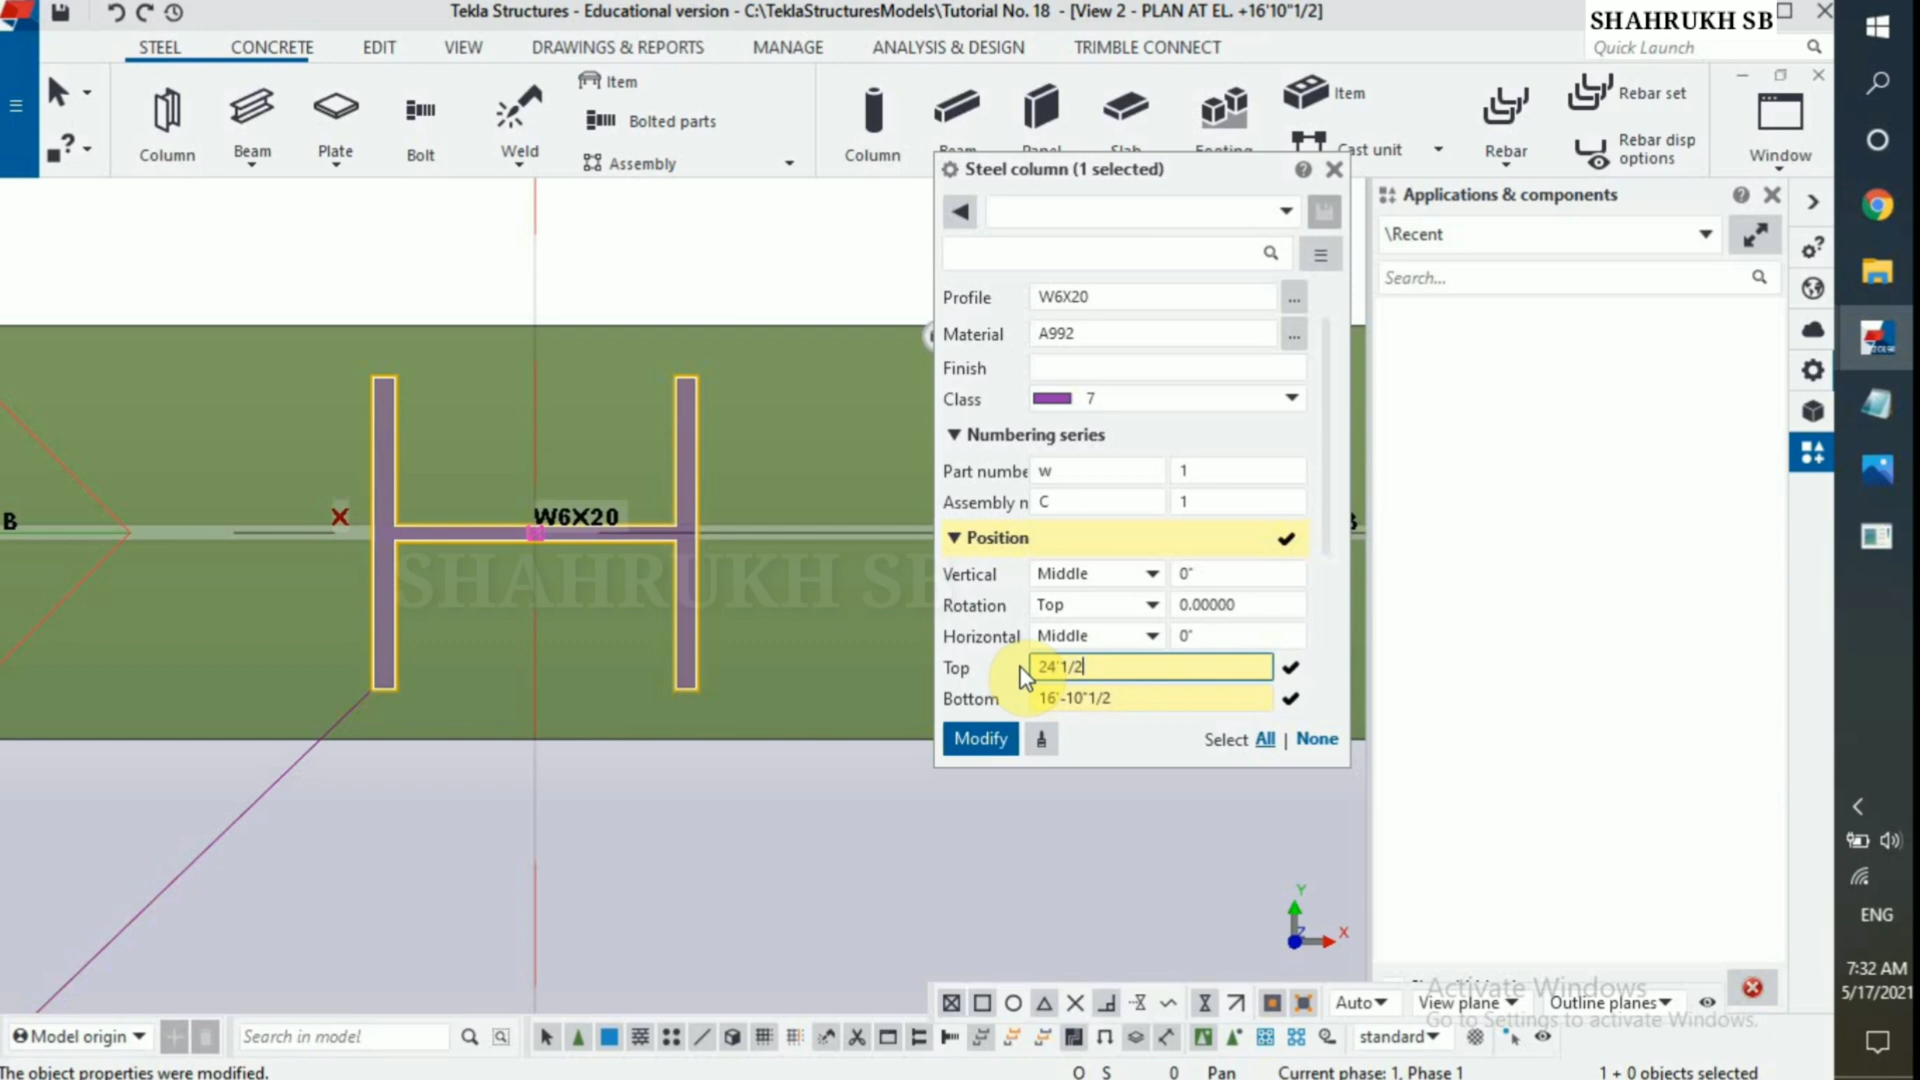 Tekla Structures - Educational version - C:\TeklaStructuresModels\Tutorial No. 18 - [View 2 - PLAN AT EL. +16'10"1/2]
SHAHRUKH SB
STEEL CONCRETE EDIT VIEW DRAWINGS & REPORTS MANAGE ANALYSIS & DESIGN TRIMBLE CONNECT
Quick Launch
Item
Bolted parts
Assembly
Column Beam Plate Bolt Weld
Column
Item
Cast unit
Rebar
Rebar set
Rebar disp
options
Window
Steel column (1 selected)
Profile W6X20
Material A992
Finish
Class 7
Numbering series
Part numbe w 1
Assembly n C 1
Position
Vertical Middle 0"
Rotation Top 0.00000
Horizontal Middle 0"
Top 24'1/2
Bottom 16'-10"1/2
Modify Select All | None
Applications & components
\Recent
Search...
B X W6X20
SHAHRUKH SB
Y
Z X
Activate Windows
Go to Settings to activate Windows.
Auto View plane Outline planes
Model origin Search in model standard
The object properties were modified. O S 0 Pan Current phase: 1, Phase 1 1 + 0 objects selected
ENG
7:32 AM
5/17/2021